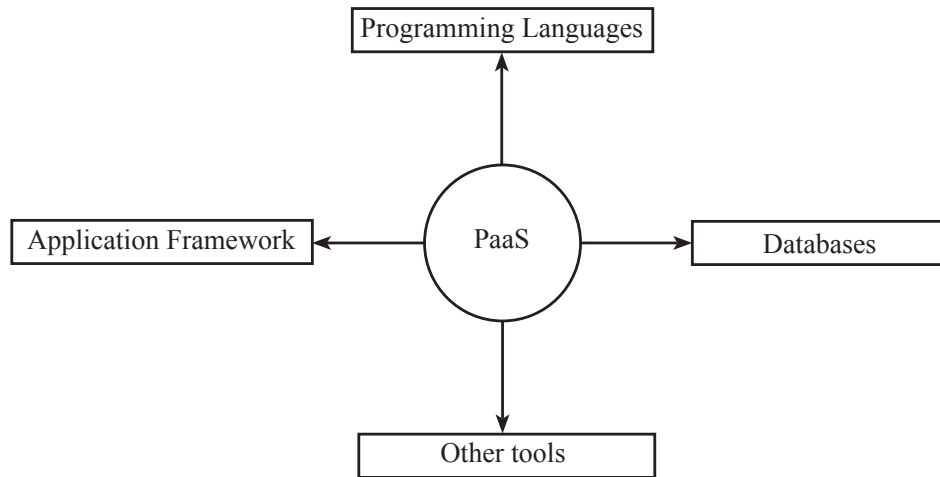 Programming Languages
Application Framework
PaaS
Databases
Other tools